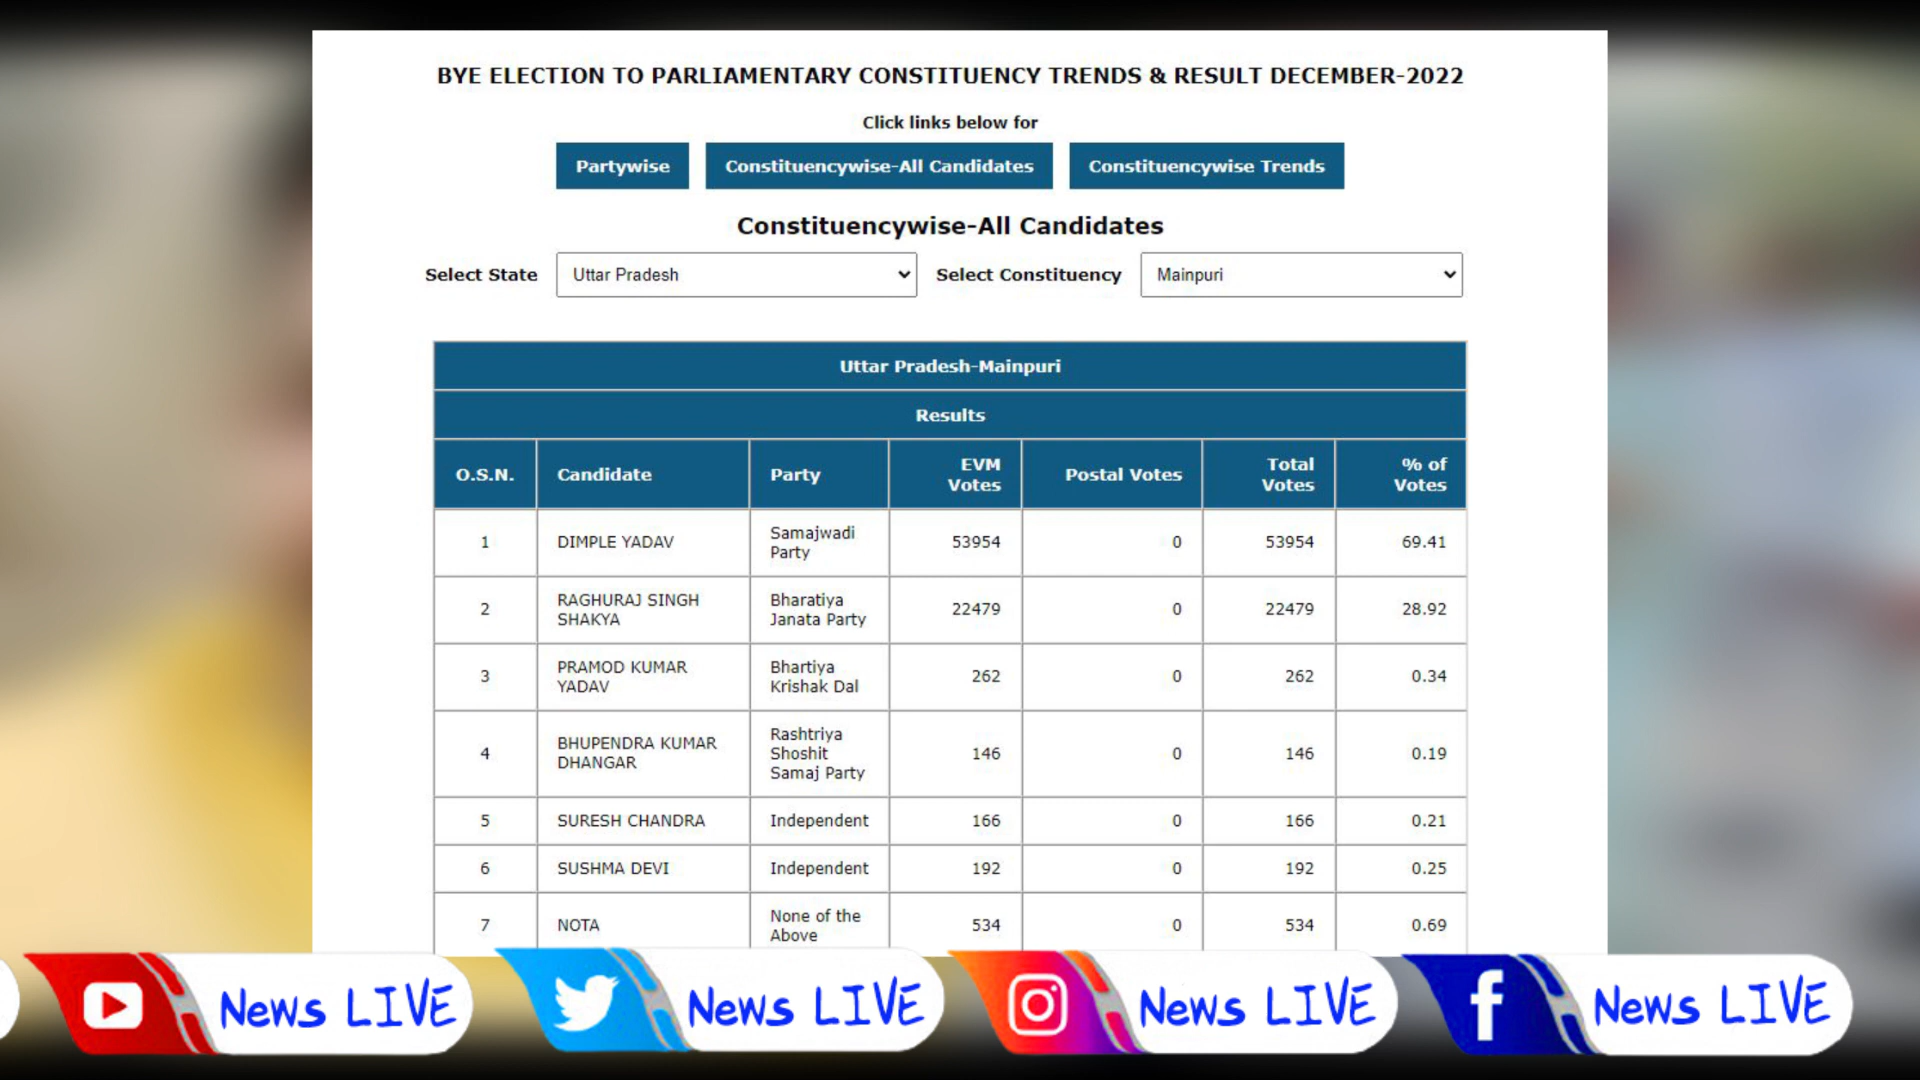 BYE ELECTION TO PARLIAMENTARY CONSTITUENCY TRENDS & RESULT DECEMBER-2022
Click links below for
Partywise Constituencywise-All Candidates Constituencywise Trends
Constituencywise-All Candidates
Select State Uttar Pradesh Select Constituency Mainpuri
Uttar Pradesh-Mainpuri
Results
O.S.N. Candidate Party EVM Votes Postal Votes Total Votes % of Votes
1 DIMPLE YADAV Samajwadi Party 53954 0 53954 69.41
2 RAGHURAJ SINGH SHAKYA Bharatiya Janata Party 22479 0 22479 28.92
3 PRAMOD KUMAR YADAV Bhartiya Krishak Dal 262 0 262 0.34
4 BHUPENDRA KUMAR DHANGAR Rashtriya Shoshit Samaj Party 146 0 146 0.19
5 SURESH CHANDRA Independent 166 0 166 0.21
6 SUSHMA DEVI Independent 192 0 192 0.25
7 NOTA None of the Above 534 0 534 0.69
News LIVE News LIVE News LIVE News LIVE